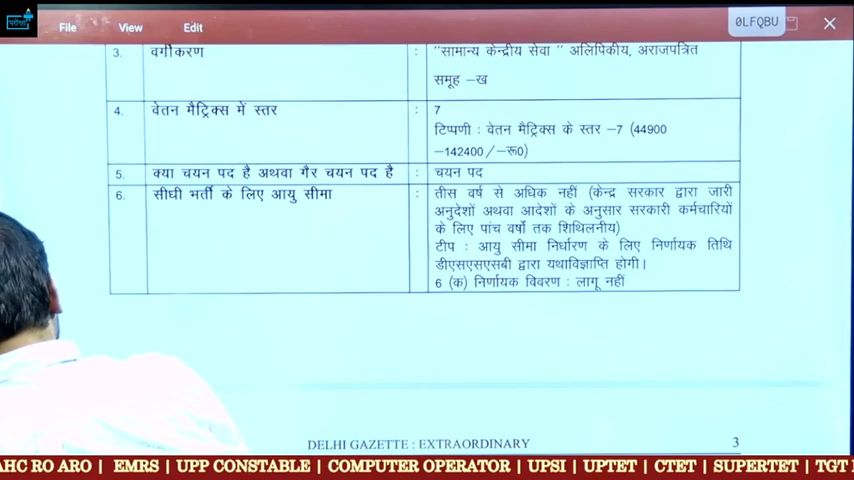 परीक्षा
File View Edit
0LFQBU
3. वर्गीकरण : "सामान्य केन्द्रीय सेवा " अलिपिकीय, अराजपत्रित
समूह –ख
4. वेतन मैट्रिक्स में स्तर : 7
टिप्पणी : वेतन मैट्रिक्स के स्तर –7 (44900
–142400 ⁄ –रू0)
5. क्या चयन पद है अथवा गैर चयन पद है : चयन पद
6. सीधी भर्ती के लिए आयु सीमा : तीस वर्ष से अधिक नहीं (केन्द्र सरकार द्वारा जारी
अनुदेशों अथवा आदेशों के अनुसार सरकारी कर्मचारियों
के लिए पांच वर्षो तक शिथिलनीय)
टीप : आयु सीमा निर्धारण के लिए निर्णायक तिथि
डीएसएसएसबी द्वारा यथाविज्ञाप्ति होगी।
6 (क) निर्णायक विवरण : लागू नहीं
DELHI GAZETTE : EXTRAORDINARY 3
AHC RO ARO | EMRS | UPP CONSTABLE | COMPUTER OPERATOR | UPSI | UPTET | CTET | SUPERTET | TGT